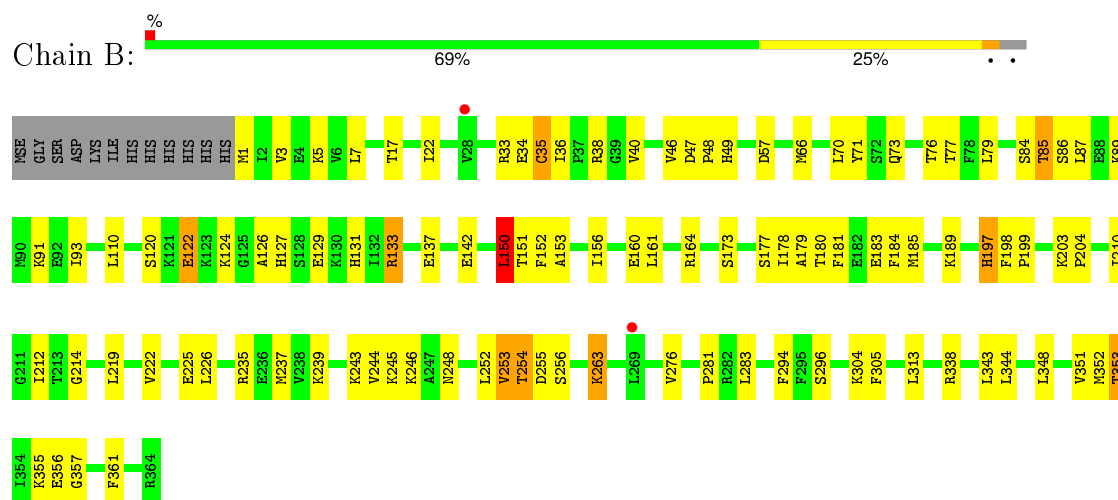 %
Chain B:
69% 25% • •
MSE GLY SER ASP LYS ILE HIS HIS HIS HIS HIS HIS M1 I2 V3 E4 K5 V6 L7 T17 I22 V28 R33 E34 C35 I36 P37 R38 G39 V40 V46 D47 P48 H49 D57 M66 L70 Y71 S72 Q73 T76 T77 F78 L79 S84 T85 S86 L87 E88 K89
M90 K91 E92 I93 L110 S120 K121 E122 K123 K124 G125 A126 H127 S128 E129 K130 H131 I132 R133 E137 E142 L150 T151 F152 A153 I156 E160 L161 R164 S173 S177 I178 A179 T180 F181 E182 E183 F184 M185 K189 H197 F198 P199 K203 P204 I210
G211 I212 T213 G214 L219 V222 E225 L226 R235 E236 M237 V238 K239 K243 V244 K245 K246 A247 N248 L252 V253 T254 D255 S256 K263 L269 V276 P281 R282 L283 F294 F295 S296 K304 F305 L313 R338 L343 L344 L348 V351 M352 T353
I354 K355 E356 G357 F361 R364